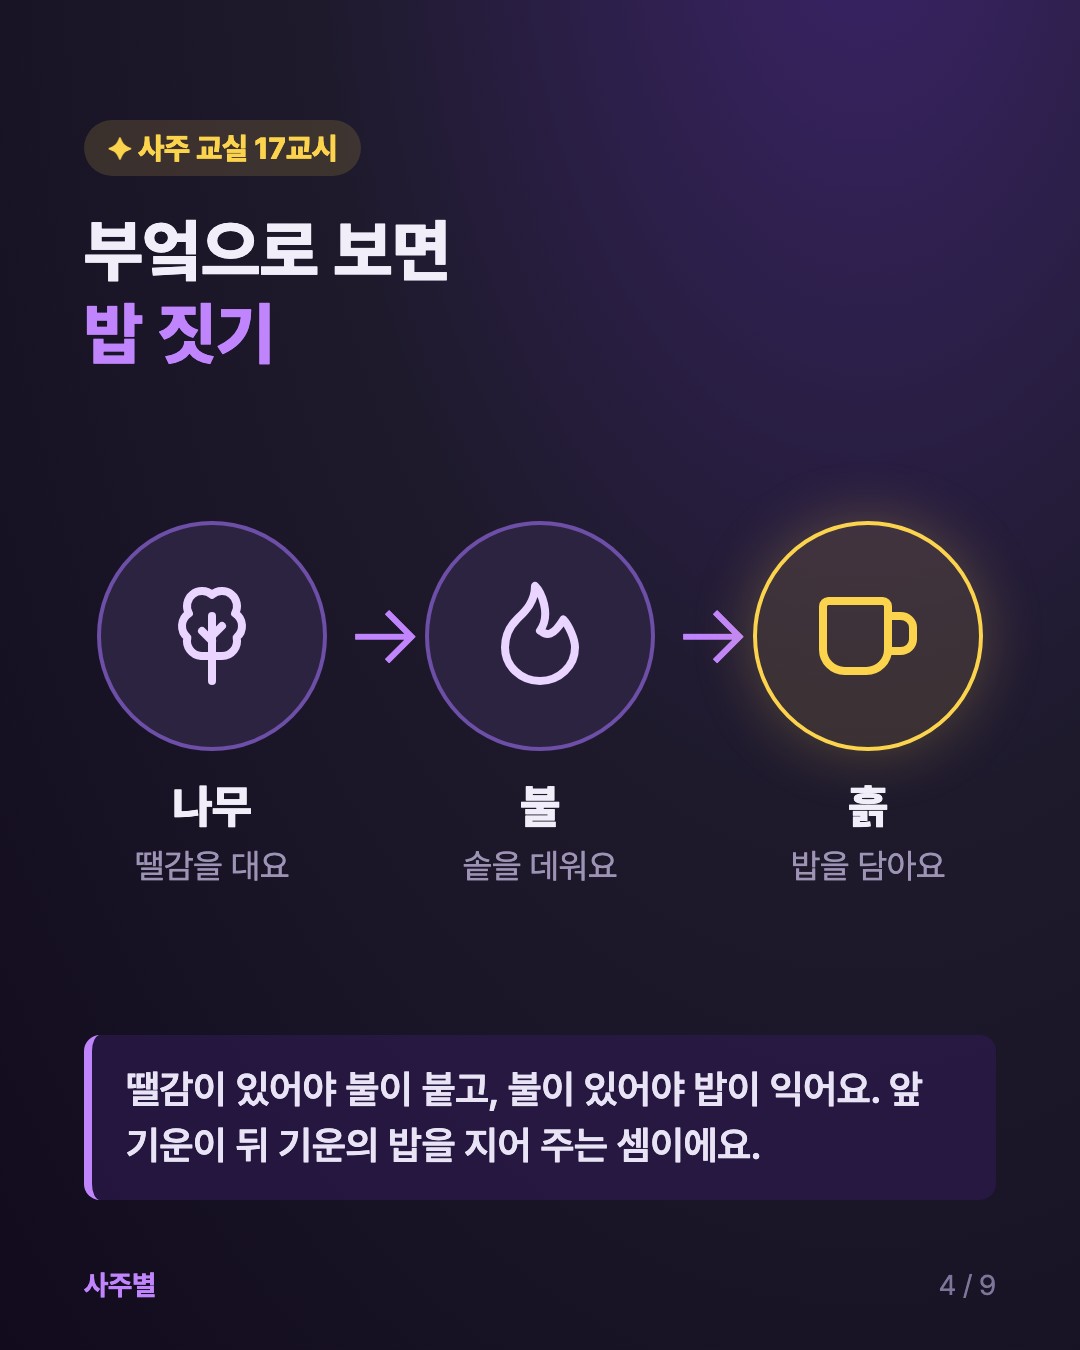 ✦ 사주 교실 17교시
부엌으로 보면
밥 짓기
나무
불
흙
땔감을 대요
솥을 데워요
밥을 담아요
땔감이 있어야 불이 붙고, 불이 있어야 밥이 익어요. 앞
기운이 뒤 기운의 밥을 지어 주는 셈이에요.
사주별
4 / 9